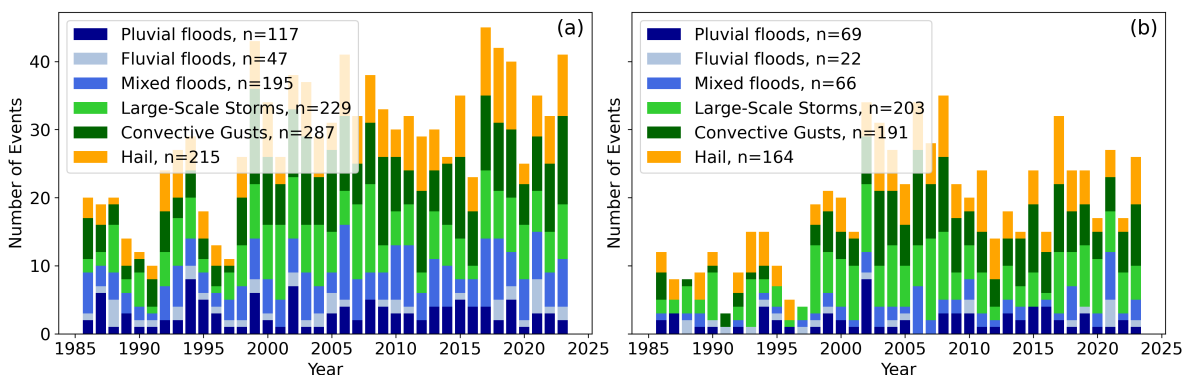 (a)
Pluvial floods, n=117
Fluvial floods, n=47
Mixed floods, n=195
Large-Scale Storms, n=229
Convective Gusts, n=287
Hail, n=215
Number of Events
0
10
20
30
40
1985 1990 1995 2000 2005 2010 2015 2020 2025
Year
(b)
Pluvial floods, n=69
Fluvial floods, n=22
Mixed floods, n=66
Large-Scale Storms, n=203
Convective Gusts, n=191
Hail, n=164
Number of Events
0
10
20
30
40
1985 1990 1995 2000 2005 2010 2015 2020 2025
Year